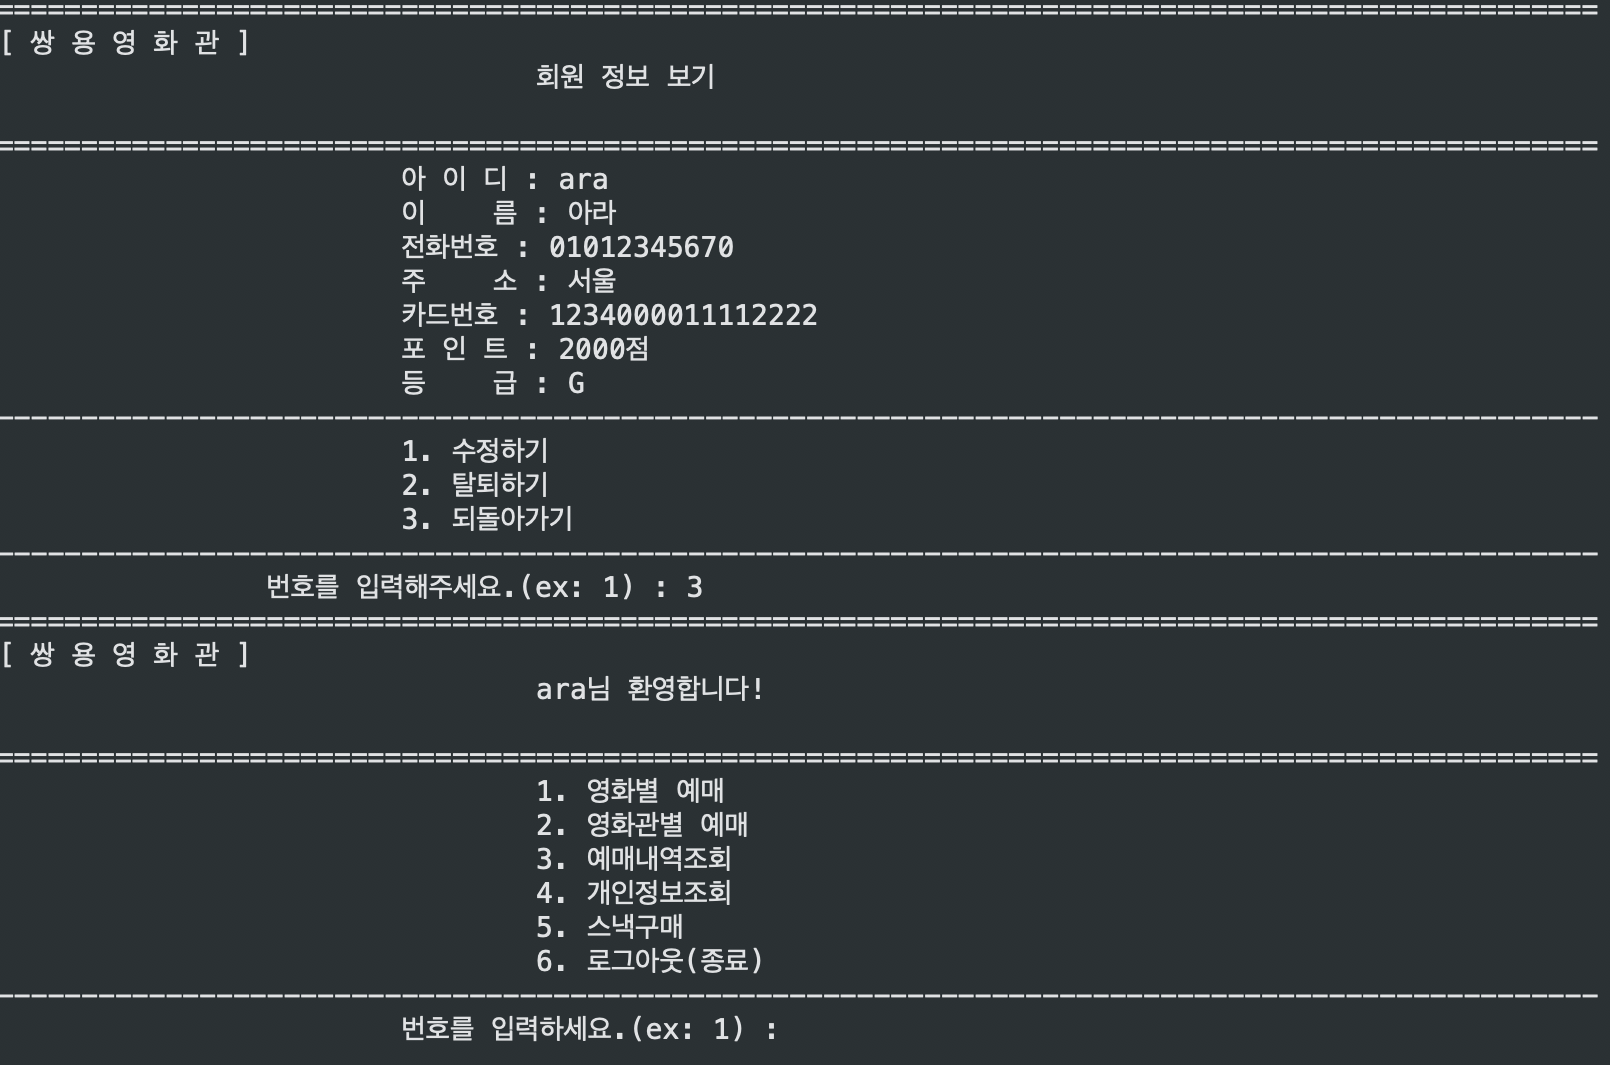 ====================================================================================================
[ 쌍 용 영 화 관 ]
회원 정보 보기
====================================================================================================
아 이 디 : ara
이    름 : 아라
전화번호 : 01012345670
주    소 : 서울
카드번호 : 1234000011112222
포 인 트 : 2000점
등    급 : G
----------------------------------------------------------------------------------------------------
1. 수정하기
2. 탈퇴하기
3. 되돌아가기
----------------------------------------------------------------------------------------------------
번호를 입력해주세요.(ex: 1) : 3
====================================================================================================
[ 쌍 용 영 화 관 ]
ara님 환영합니다!
====================================================================================================
1. 영화별 예매
2. 영화관별 예매
3. 예매내역조회
4. 개인정보조회
5. 스낵구매
6. 로그아웃(종료)
----------------------------------------------------------------------------------------------------
번호를 입력하세요.(ex: 1) :